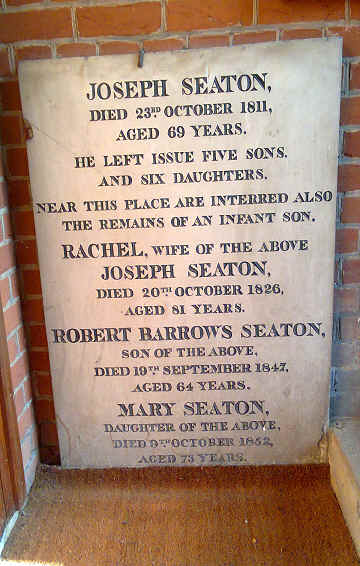 JOSEPH SEATON,
DIED 23RD OCTOBER 1811,
AGED 69 YEARS.
HE LEFT ISSUE FIVE SONS.
AND SIX DAUGHTERS.
NEAR THIS PLACE ARE INTERRED ALSO
THE REMAINS OF AN INFANT SON.
RACHEL, WIFE OF THE ABOVE
JOSEPH SEATON,
DIED 20TH OCTOBER 1826,
AGED 81 YEARS.
ROBERT BARROWS SEATON,
SON OF THE ABOVE,
DIED 19TH SEPTEMBER 1847,
AGED 64 YEARS.
MARY SEATON,
DAUGHTER OF THE ABOVE,
DIED 9TH OCTOBER 1852,
AGED 73 YEARS.